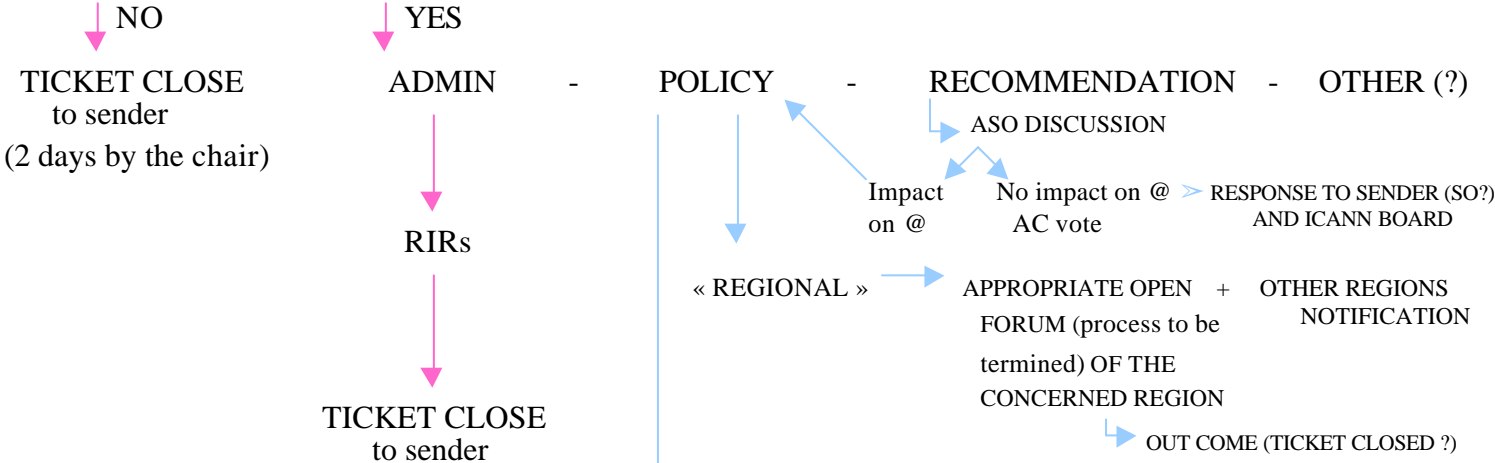 NO
YES
TICKET CLOSE
to sender
(2 days by the chair)
ADMIN - POLICY - RECOMMENDATION - OTHER (?)
ASO DISCUSSION
Impact
on @
No impact on @
AC vote
➢ RESPONSE TO SENDER (SO?)
AND ICANN BOARD
RIRs
« REGIONAL »
APPROPRIATE OPEN + OTHER REGIONS
NOTIFICATION
FORUM (process to be
termined) OF THE
CONCERNED REGION
OUT COME (TICKET CLOSED ?)
TICKET CLOSE
to sender